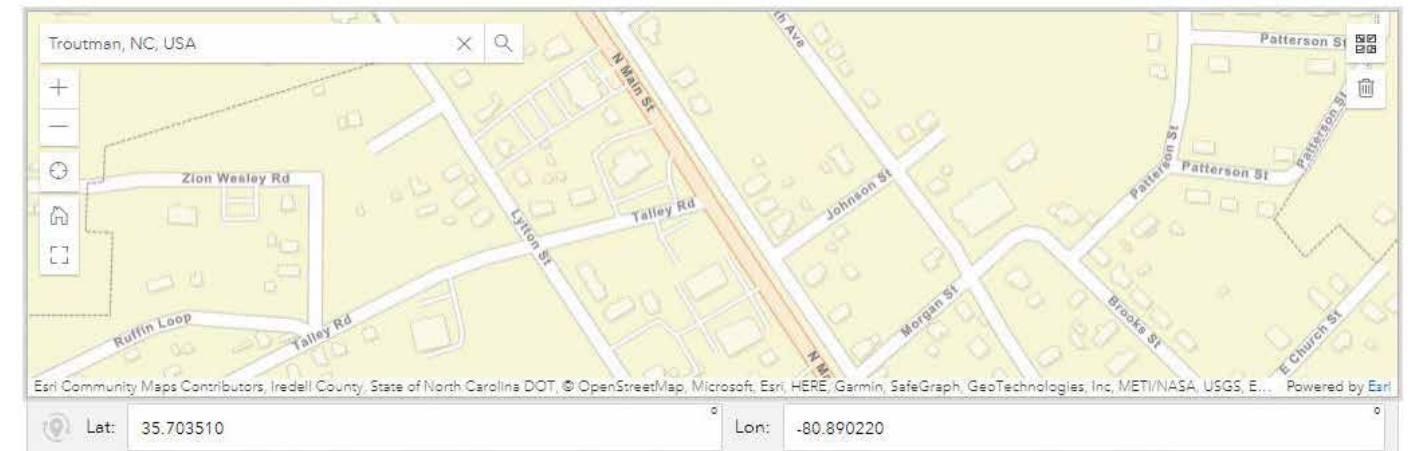 Troutman, NC, USA
th Ave
Patterson St
N Main St
Patterson St
Patterson St
Patterson St
Zion Wesley Rd
Johnson St
Talley Rd
Lytton St
Morgan St
Brooks St
Ruffin Loop
Talley Rd
E Church St
N Ma
Esri Community Maps Contributors, Iredell County, State of North Carolina DOT, © OpenStreetMap, Microsoft, Esri, HERE, Garmin, SafeGraph, GeoTechnologies, Inc, METI/NASA, USGS, E... Powered by Esri
Lat: 35.703510 ° Lon: -80.890220 °